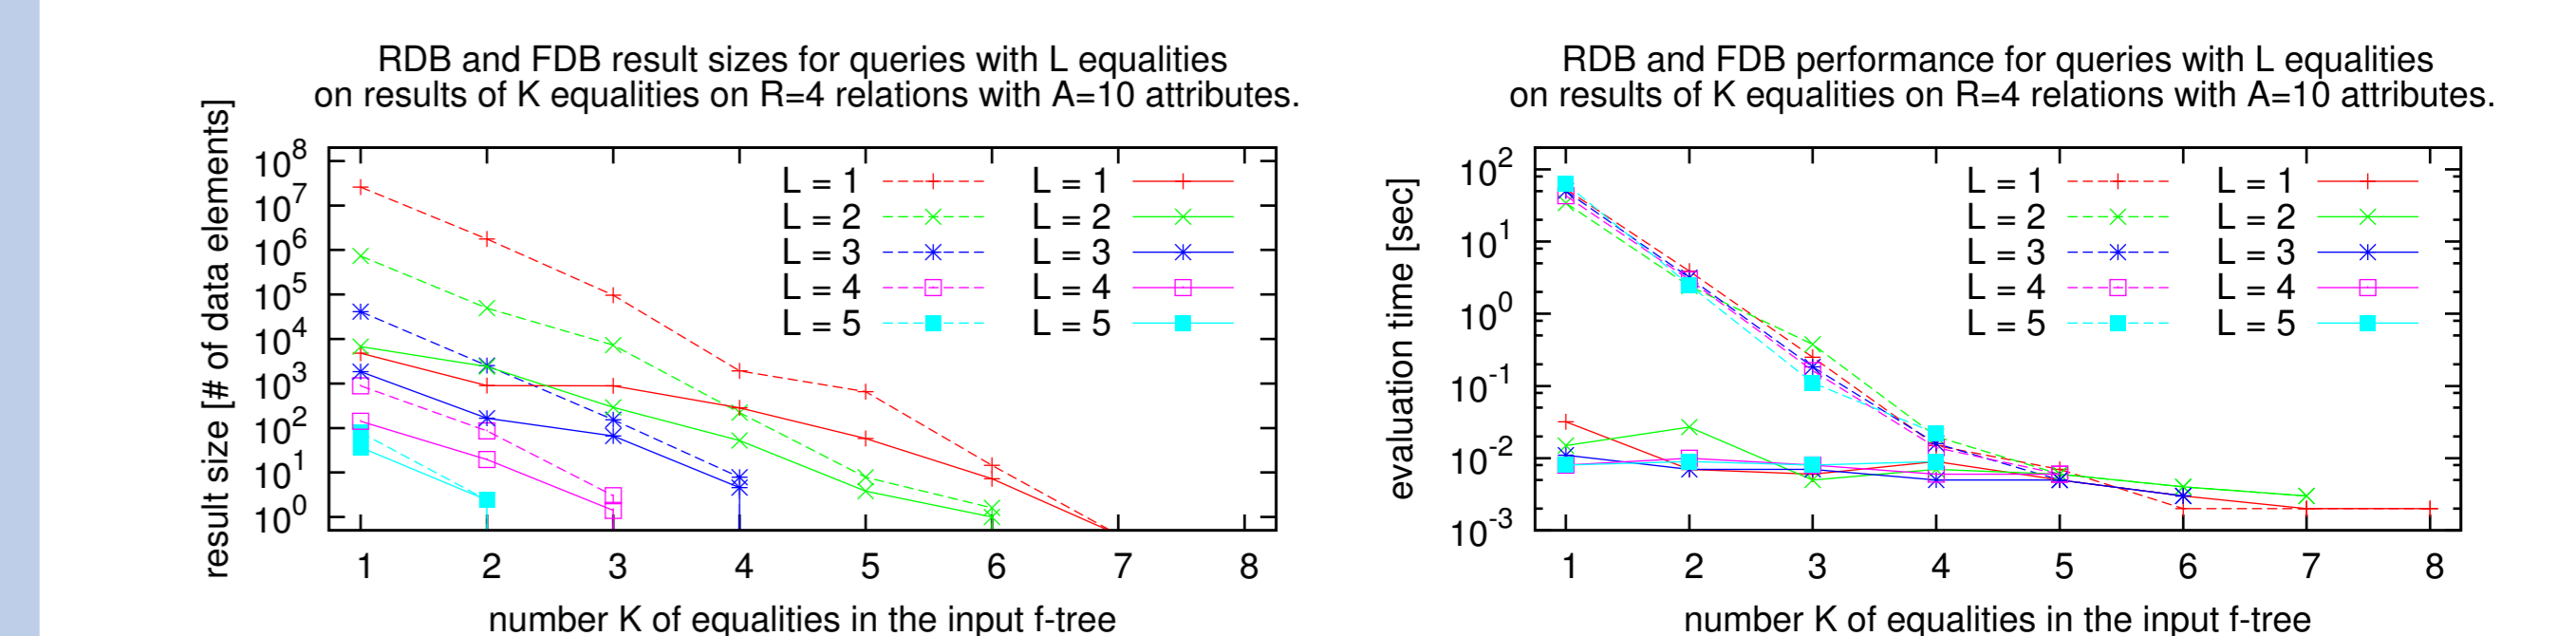 RDB and FDB result sizes for queries with L equalities
on results of K equalities on R=4 relations with A=10 attributes.
result size [# of data elements]
10^8
10^7
10^6
10^5
10^4
10^3
10^2
10^1
10^0
L = 1
L = 2
L = 3
L = 4
L = 5
L = 1
L = 2
L = 3
L = 4
L = 5
1 2 3 4 5 6 7 8
number K of equalities in the input f-tree
RDB and FDB performance for queries with L equalities
on results of K equalities on R=4 relations with A=10 attributes.
evaluation time [sec]
10^2
10^1
10^0
10^-1
10^-2
10^-3
L = 1
L = 2
L = 3
L = 4
L = 5
L = 1
L = 2
L = 3
L = 4
L = 5
1 2 3 4 5 6 7 8
number K of equalities in the input f-tree